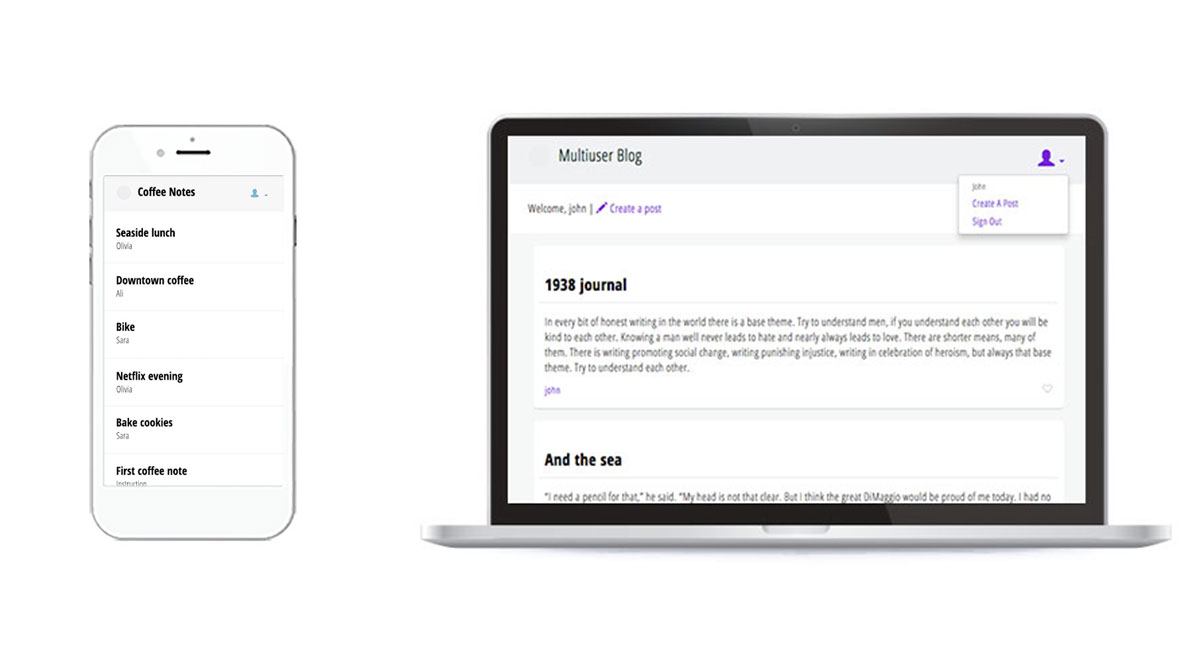 Coffee Notes
Seaside lunch
Olivia
Downtown coffee
Ali
Bike
Sara
Netflix evening
Olivia
Bake cookies
Sara
First coffee note
Instruction
Multiuser Blog
John
Create A Post
Sign Out
Welcome, john | Create a post
1938 journal
In every bit of honest writing in the world there is a base theme. Try to understand men, if you understand each other you will be
kind to each other. Knowing a man well never leads to hate and nearly always leads to love. There are shorter means, many of
them. There is writing promoting social change, writing punishing injustice, writing in celebration of heroism, but always that base
theme. Try to understand each other.
john
And the sea
“I need a pencil for that,” he said. “My head is not that clear. But I think the great DiMaggio would be proud of me today. I had no